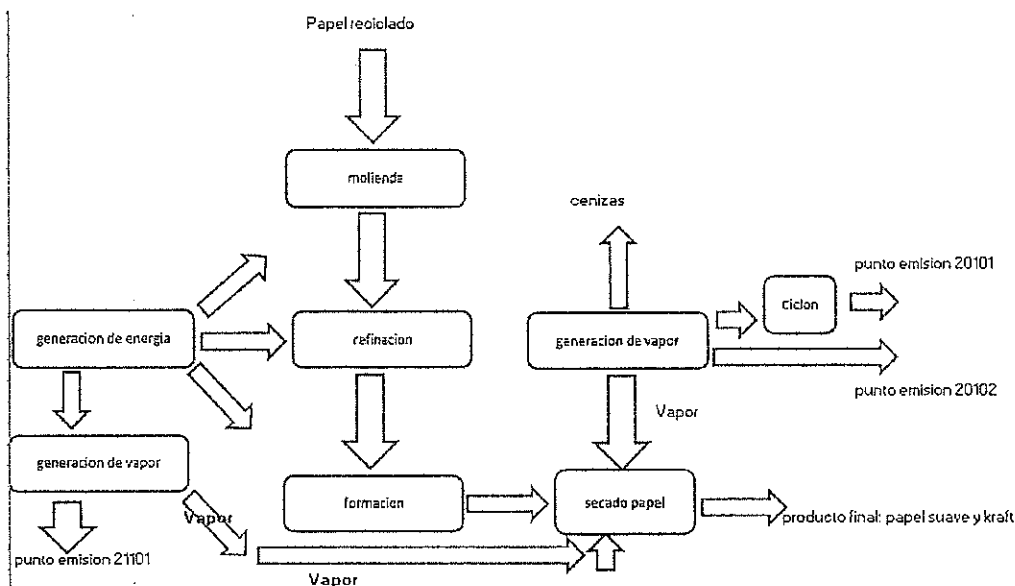 Papel reciclado
molienda
cenizas
punto emision 20101
ciclon
generacion de energia
refinacion
generacion de vapor
punto emision 20102
Vapor
generacion de vapor
formacion
secado papel
Vapor
producto final: papel suave y kraft
punto emision 21101
Vapor